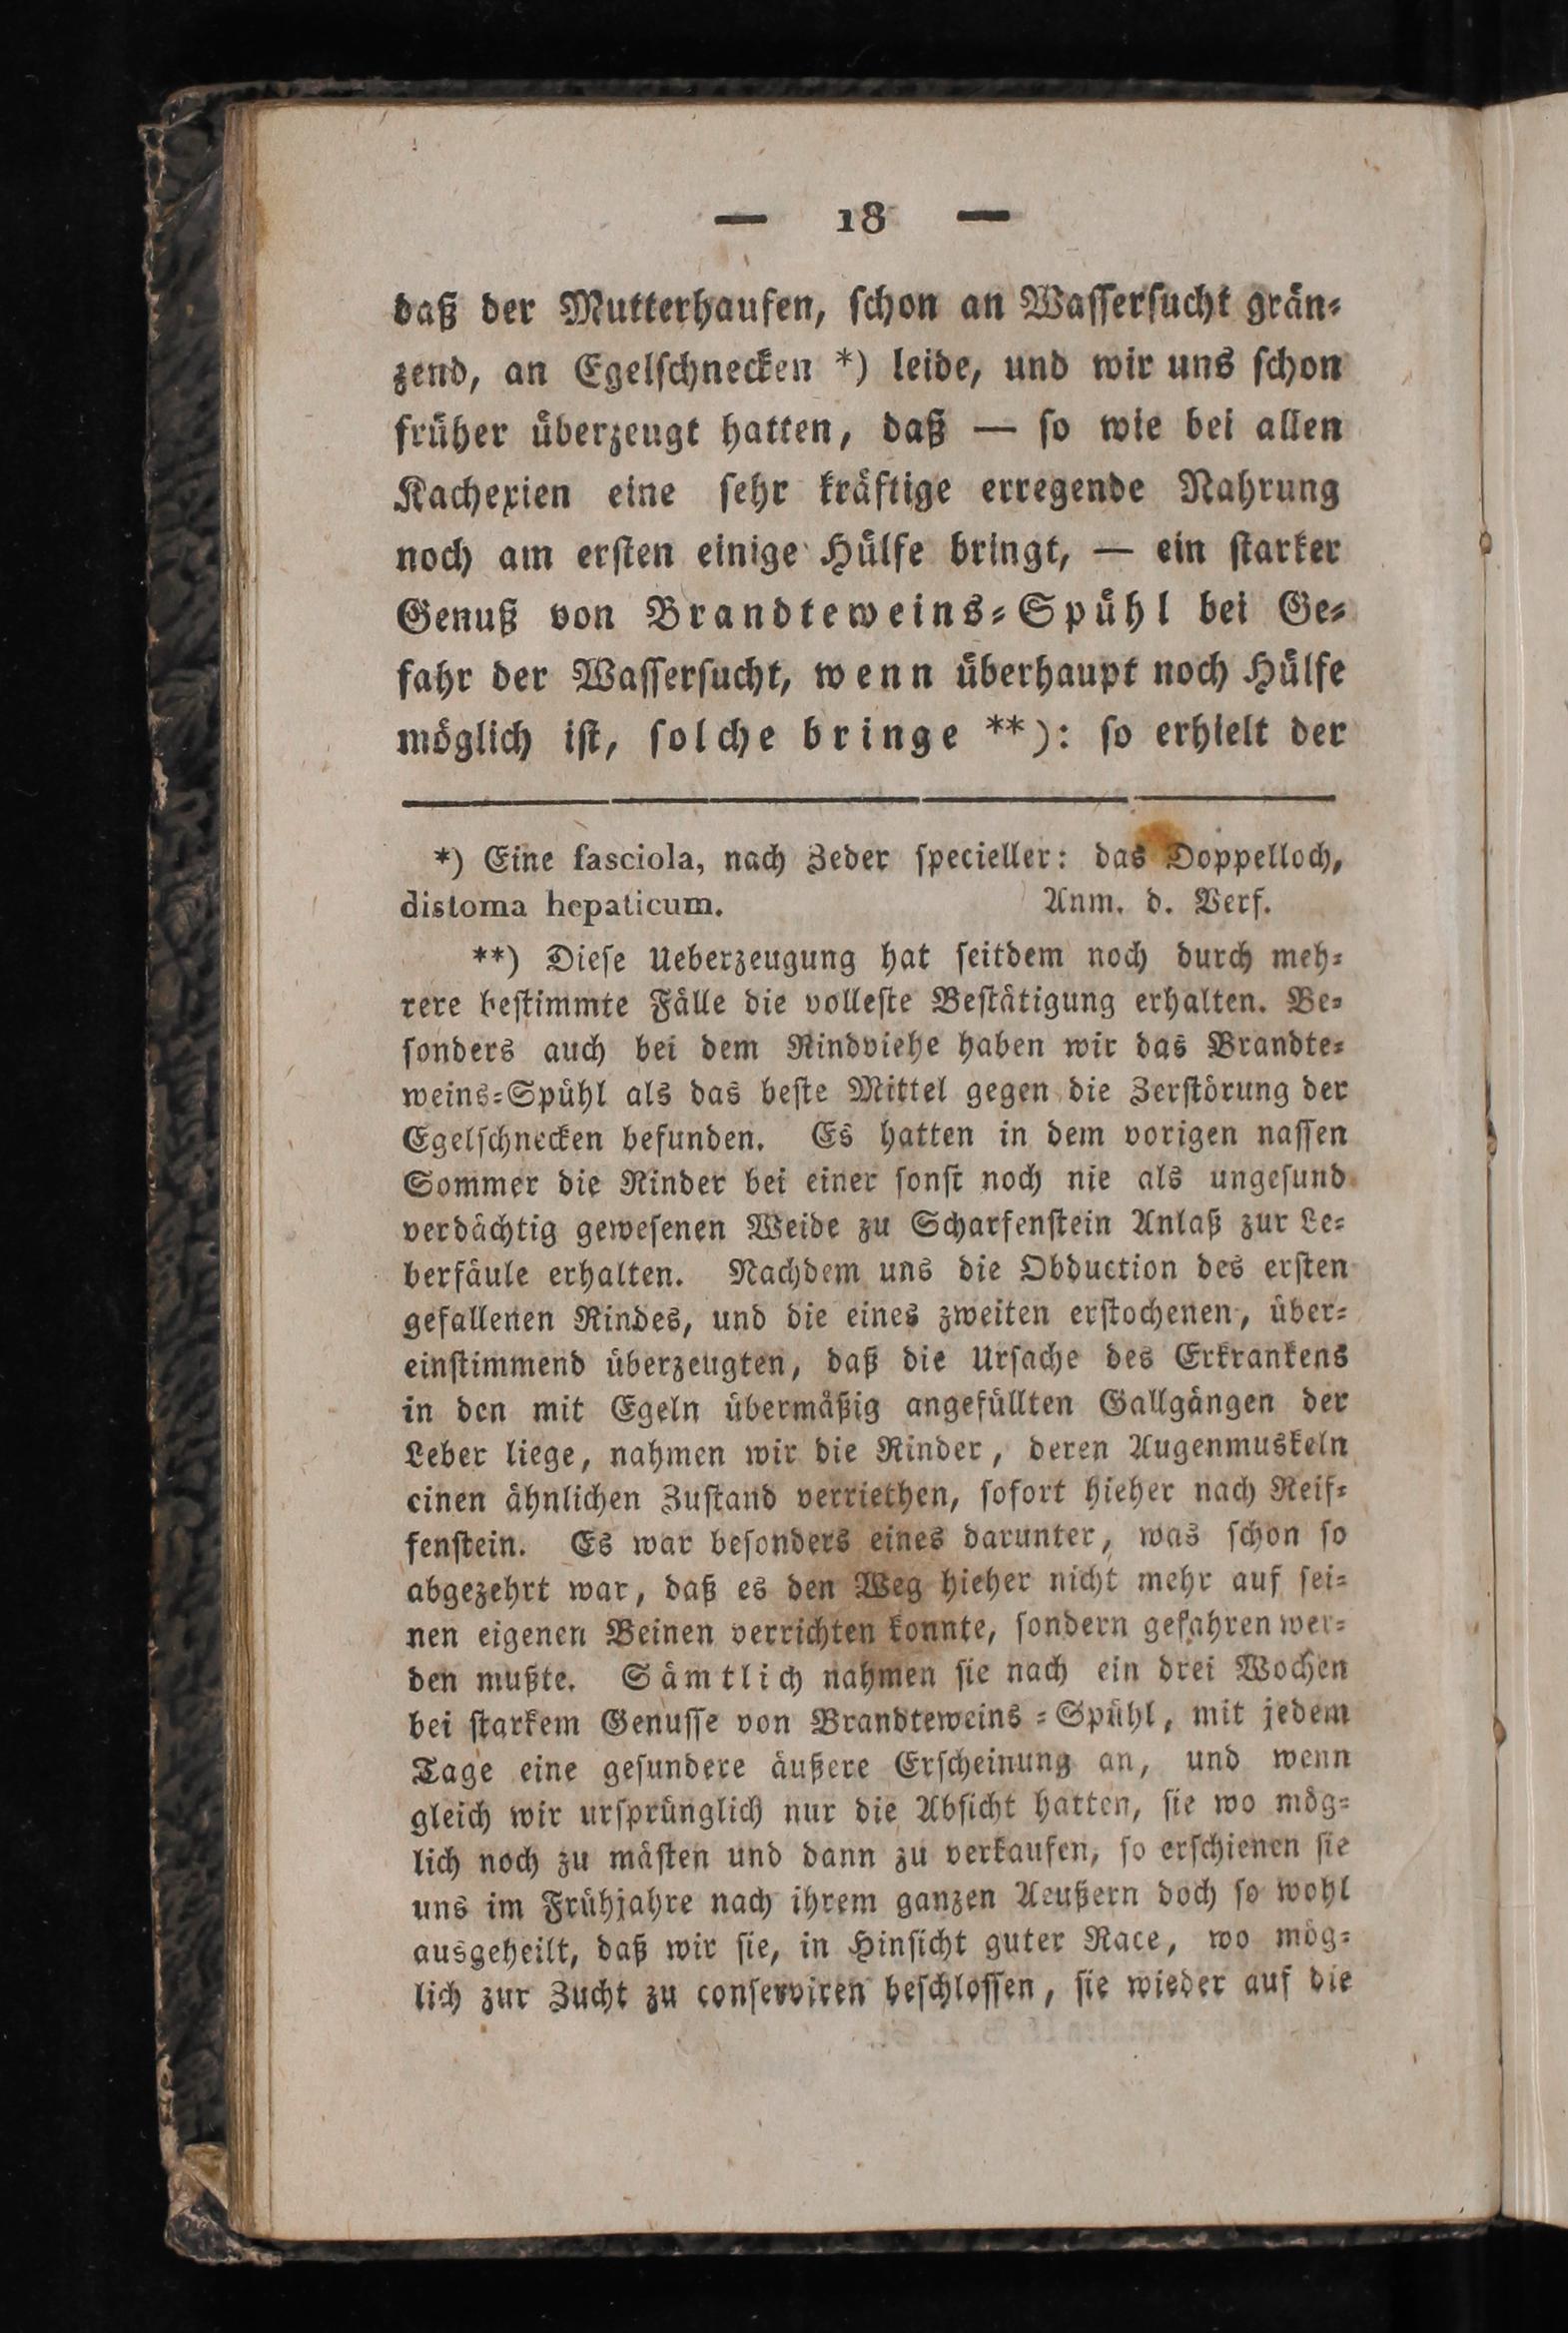 — 18 —
daß der Mutterhaufen, ſchon an Waſſerſucht grän⸗
zend, an Egelſchnecken *) leide, und wir uns ſchon
früher überzeugt hatten, daß — ſo wie bei allen
Kachexien eine ſehr kräftige erregende Nahrung
noch am erſten einige Hülfe bringt, — ein ſtarker
Genuß von Brandteweins⸗Spühl bei Ge⸗
fahr der Waſſerſucht, wenn überhaupt noch Hülfe
möglich iſt, ſolche bringe **): ſo erhielt der
*) Eine fasciola, nach Zeder ſpecieller: das Doppelloch,
distoma hepaticum. Anm. d. Verf.
**) Dieſe Ueberzeugung hat ſeitdem noch durch meh⸗
rere beſtimmte Fälle die volleſte Beſtätigung erhalten. Be⸗
ſonders auch bei dem Rindviehe haben wir das Brandte⸗
weins⸗Spühl als das beſte Mittel gegen die Zerſtörung der
Egelſchnecken befunden. Es hatten in dem vorigen naſſen
Sommer die Rinder bei einer ſonſt noch nie als ungeſund
verdächtig geweſenen Weide zu Scharfenſtein Anlaß zur Le⸗
berfäule erhalten. Nachdem uns die Obduction des erſten
gefallenen Rindes, und die eines zweiten erſtochenen, über⸗
einſtimmend überzeugten, daß die Urſache des Erkrankens
in den mit Egeln übermäßig angefüllten Gallgängen der
Leber liege, nahmen wir die Rinder, deren Augenmuskeln
einen ähnlichen Zuſtand verriethen, ſofort hieher nach Reif⸗
fenſtein. Es war beſonders eines darunter, was ſchon ſo
abgezehrt war, daß es den Weg hieher nicht mehr auf ſei⸗
nen eigenen Beinen verrichten konnte, ſondern gefahren wer⸗
den mußte. Sämtlich nahmen ſie nach ein drei Wochen
bei ſtarkem Genuſſe von Brandteweins⸗Spühl, mit jedem
Tage eine geſundere äußere Erſcheinung an, und wenn
gleich wir urſprünglich nur die Abſicht hatten, ſie wo mög⸗
lich noch zu mäſten und dann zu verkaufen, ſo erſchienen ſie
uns im Frühjahre nach ihrem ganzen Aeußern doch ſo wohl
ausgeheilt, daß wir ſie, in Hinſicht guter Race, wo mög⸗
lich zur Zucht zu conſerviren beſchloſſen, ſie wieder auf die